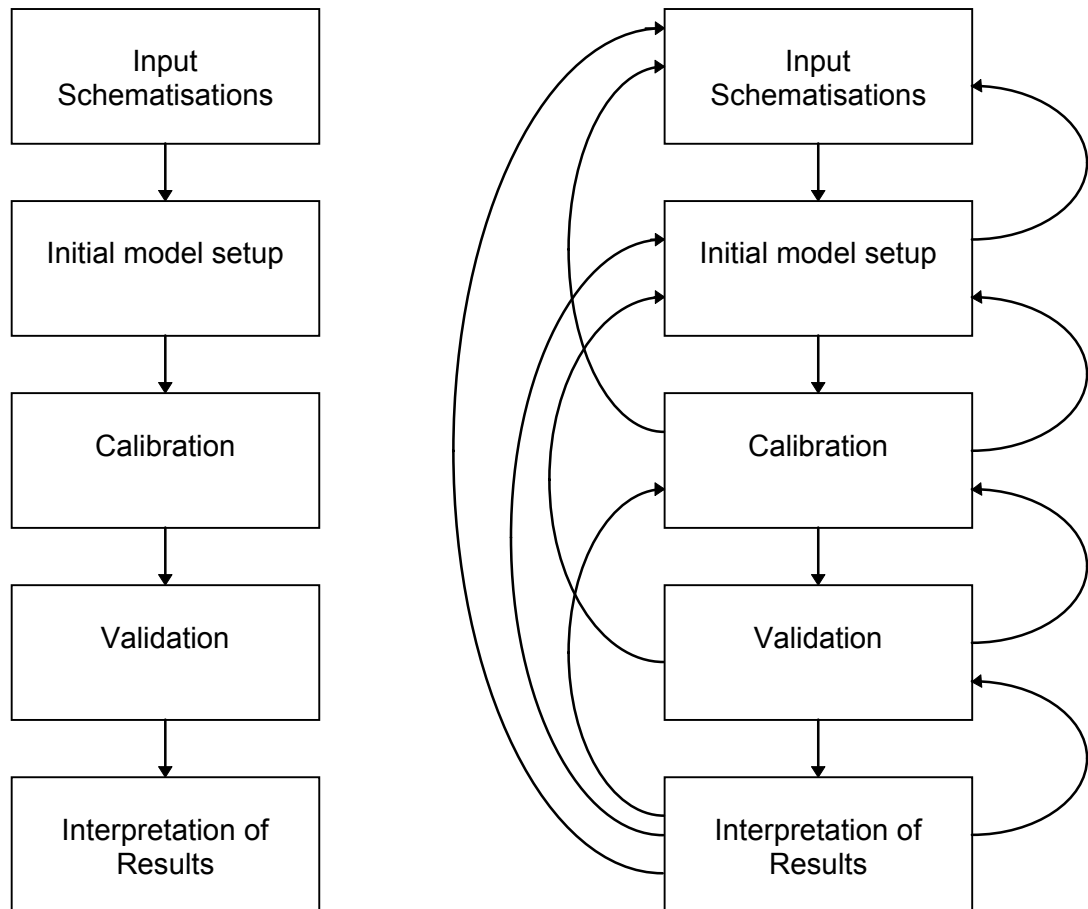 Input
Schematisations
Initial model setup
Calibration
Validation
Interpretation of
Results
Input
Schematisations
Initial model setup
Calibration
Validation
Interpretation of
Results